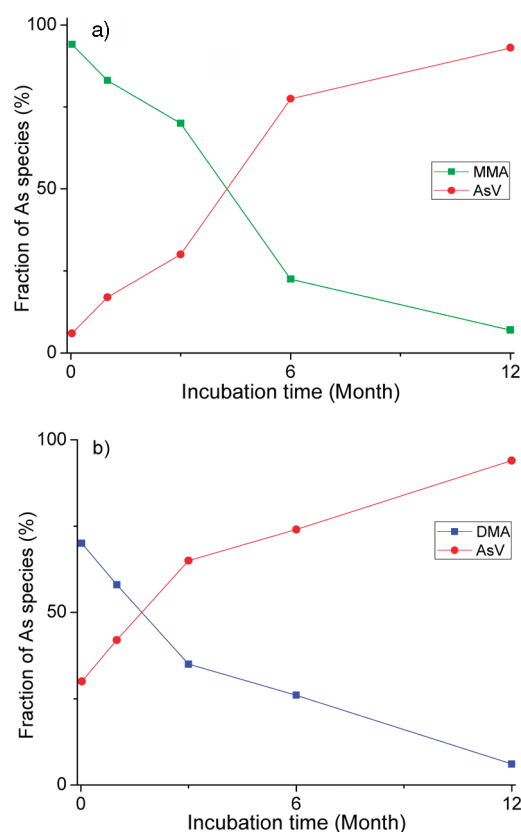 a)
Fraction of As species (%)
100
50
0
MMA
AsV
0 6 12
Incubation time (Month)
b)
Fraction of As species (%)
100
50
0
DMA
AsV
0 6 12
Incubation time (Month)